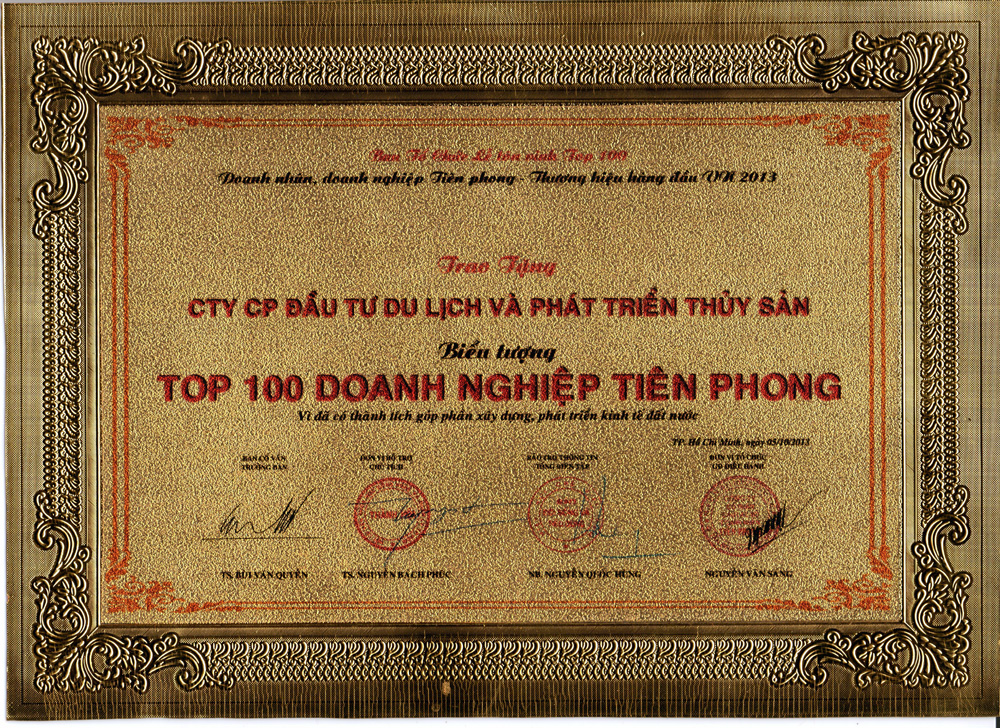 Ban Tổ Chức Lễ tôn vinh Top 100
Doanh nhân, doanh nghiệp Tiên phong - Thương hiệu hàng đầu VN 2013
Trao Tặng
CTY CP ĐẦU TƯ DU LỊCH VÀ PHÁT TRIỂN THỦY SẢN
Biểu tượng
TOP 100 DOANH NGHIỆP TIÊN PHONG
Vì đã có thành tích góp phần xây dựng, phát triển kinh tế đất nước
TP. Hồ Chí Minh, ngày 05/10/2013
BAN CỐ VẤN
TRƯỞNG BAN
ĐƠN VỊ HỖ TRỢ
CHỦ TỊCH
BẢO TRỢ THÔNG TIN
TỔNG BIÊN TẬP
ĐƠN VỊ TỔ CHỨC
GĐ ĐIỀU HÀNH
TS. BÙI VĂN QUYỀN
TS. NGUYỄN BÁCH PHÚC
NB. NGUYỄN QUỐC HÙNG
NGUYỄN VĂN SANG